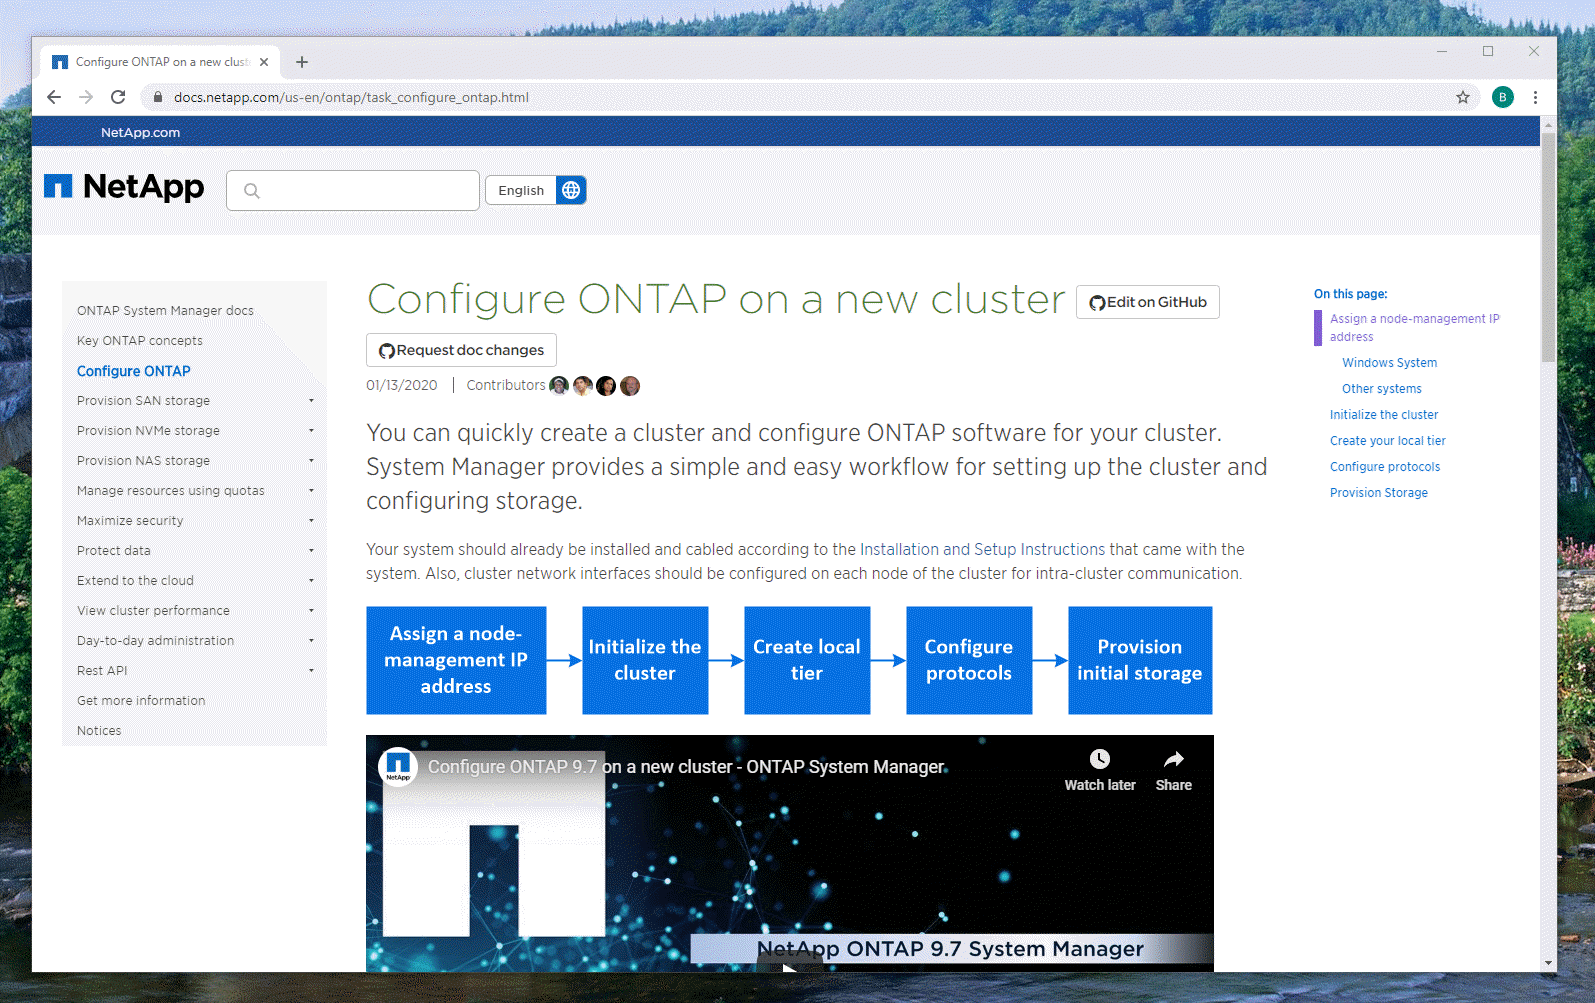 Configure ONTAP on a new clust
docs.netapp.com/us-en/ontap/task_configure_ontap.html
B
NetApp.com
NetApp
English
ONTAP System Manager docs
Key ONTAP concepts
Configure ONTAP
Provision SAN storage
Provision NVMe storage
Provision NAS storage
Manage resources using quotas
Maximize security
Protect data
Extend to the cloud
View cluster performance
Day-to-day administration
Rest API
Get more information
Notices
Configure ONTAP on a new cluster
Edit on GitHub
Request doc changes
01/13/2020 | Contributors
You can quickly create a cluster and configure ONTAP software for your cluster.
System Manager provides a simple and easy workflow for setting up the cluster and
configuring storage.
Your system should already be installed and cabled according to the Installation and Setup Instructions that came with the
system. Also, cluster network interfaces should be configured on each node of the cluster for intra-cluster communication.
Assign a node-
management IP
address
Initialize the
cluster
Create local
tier
Configure
protocols
Provision
initial storage
NetApp
Configure ONTAP 9.7 on a new cluster - ONTAP System Manager
Watch later
Share
NetApp ONTAP 9.7 System Manager
On this page:
Assign a node-management IP
address
Windows System
Other systems
Initialize the cluster
Create your local tier
Configure protocols
Provision Storage